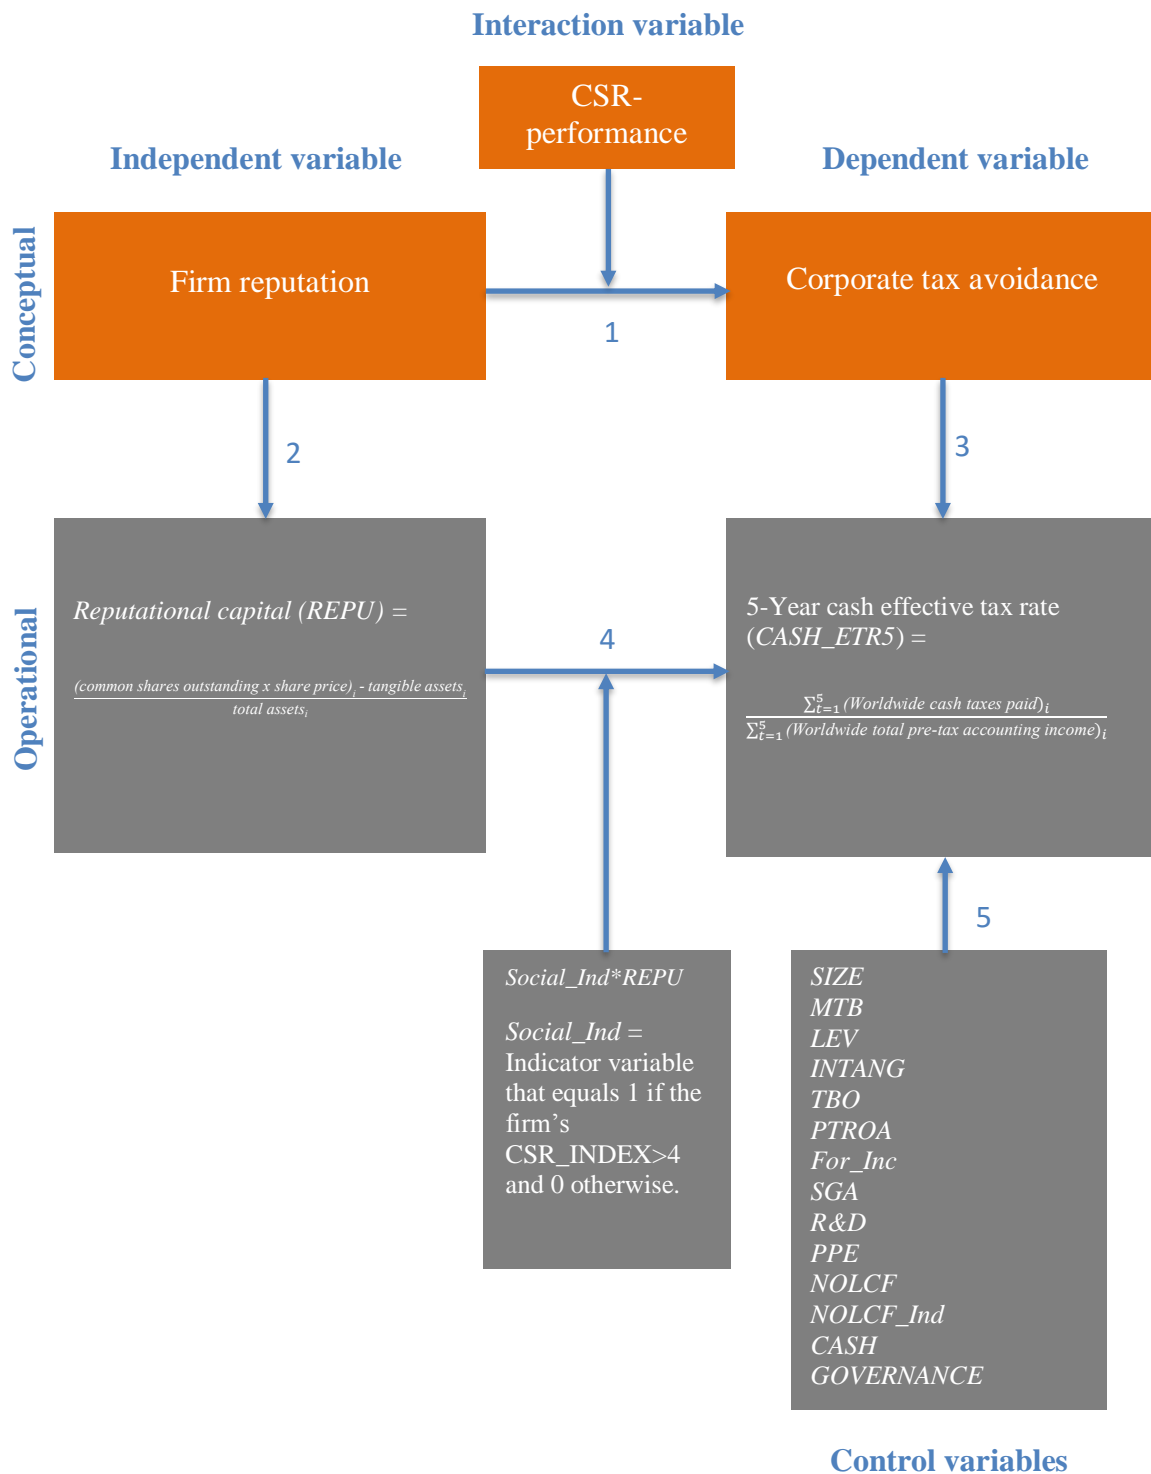 Interaction variable
CSR-
performance
Independent variable
Dependent variable
Conceptual
Firm reputation
Corporate tax avoidance
1
2
3
Operational
Reputational capital (REPU) =
(common shares outstanding x share price)i - tangible assetsi
total assetsi
4
5-Year cash effective tax rate
(CASH_ETR5) =
∑⁵ₜ₌₁(Worldwide cash taxes paid)i
∑⁵ₜ₌₁(Worldwide total pre-tax accounting income)i
5
Social_Ind*REPU
Social_Ind =
Indicator variable
that equals 1 if the
firm’s
CSR_INDEX>4
and 0 otherwise.
SIZE
MTB
LEV
INTANG
TBO
PTROA
For_Inc
SGA
R&D
PPE
NOLCF
NOLCF_Ind
CASH
GOVERNANCE
Control variables